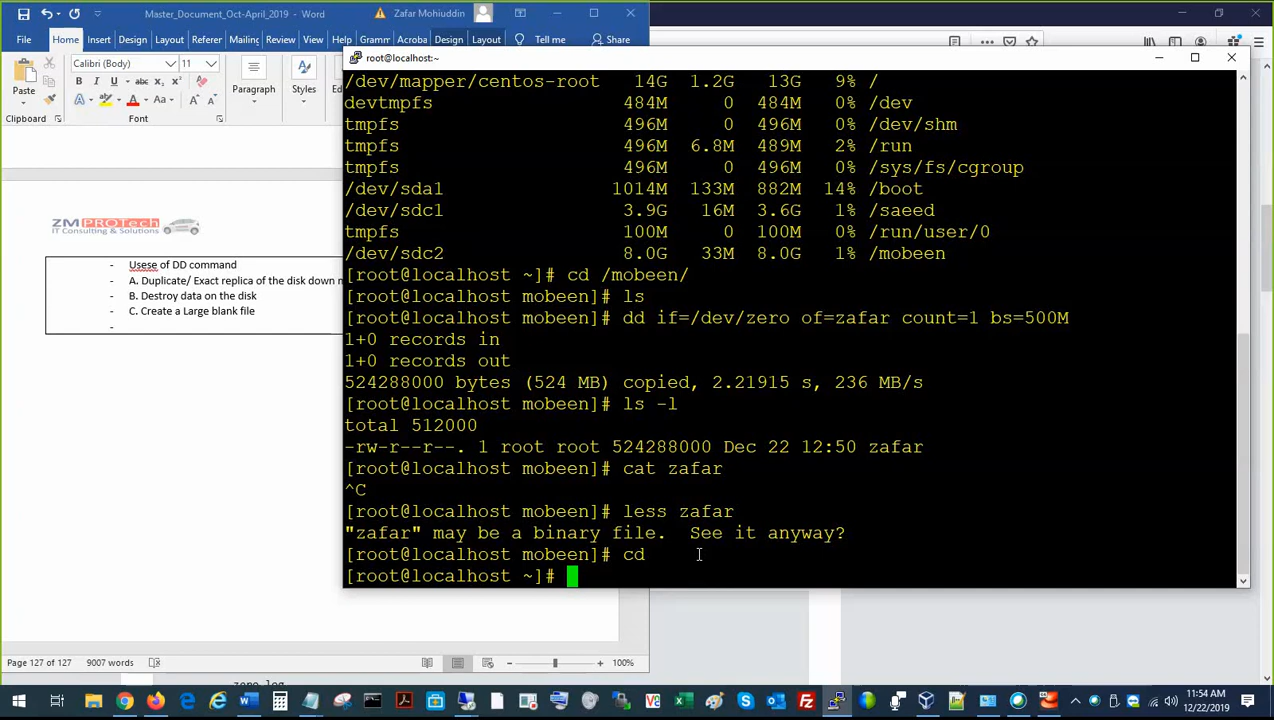 Master_Document_Oct-April_2019 - Word
Zafar Mohiuddin
File Home Insert Design Layout Referer Mailing Review View Help Gramm Acroba Design Layout Tell me Share
Calibri (Body) 11
Paste
Clipboard
Font
Paragraph
Styles
root@localhost:~
/dev/mapper/centos-root 14G 1.2G 13G 9% /
devtmpfs 484M 0 484M 0% /dev
tmpfs 496M 0 496M 0% /dev/shm
tmpfs 496M 6.8M 489M 2% /run
tmpfs 496M 0 496M 0% /sys/fs/cgroup
/dev/sda1 1014M 133M 882M 14% /boot
/dev/sdc1 3.9G 16M 3.6G 1% /saeed
tmpfs 100M 0 100M 0% /run/user/0
/dev/sdc2 8.0G 33M 8.0G 1% /mobeen
[root@localhost ~]# cd /mobeen/
[root@localhost mobeen]# ls
[root@localhost mobeen]# dd if=/dev/zero of=zafar count=1 bs=500M
1+0 records in
1+0 records out
524288000 bytes (524 MB) copied, 2.21915 s, 236 MB/s
[root@localhost mobeen]# ls -l
total 512000
-rw-r--r--. 1 root root 524288000 Dec 22 12:50 zafar
[root@localhost mobeen]# cat zafar
^C
[root@localhost mobeen]# less zafar
"zafar" may be a binary file. See it anyway?
[root@localhost mobeen]# cd
[root@localhost ~]#
ZM PROTech
IT Consulting & Solutions
- Usese of DD command
- A. Duplicate/ Exact replica of the disk down
- B. Destroy data on the disk
- C. Create a Large blank file
-
Page 127 of 127 9007 words
100%
zero log
11:54 AM
12/22/2019